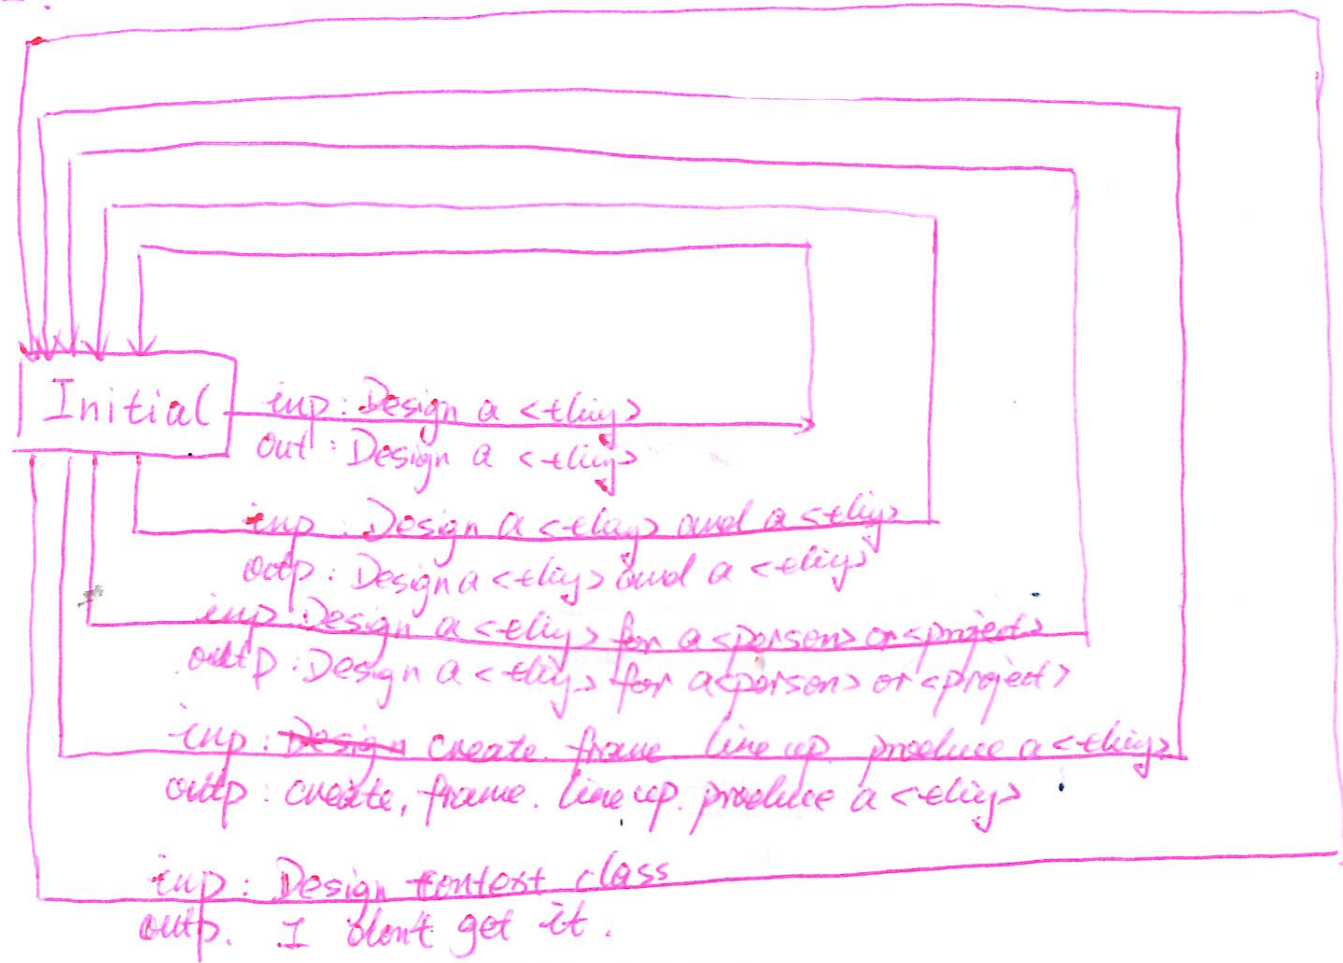 Initial
inp: Design a <thing>
out: Design a <thing>
inp: Design a <thing> and a <thing>
outp: Design a <thing> and a <thing>
inp: Design a <thing> for a <person> or <project>
outp: Design a <thing> for a <person> or <project>
inp: Design create. frame. line up. produce a <thing>
outp: create, frame. line up. produce a <thing>
inp: Design context class
outp. I don't get it.